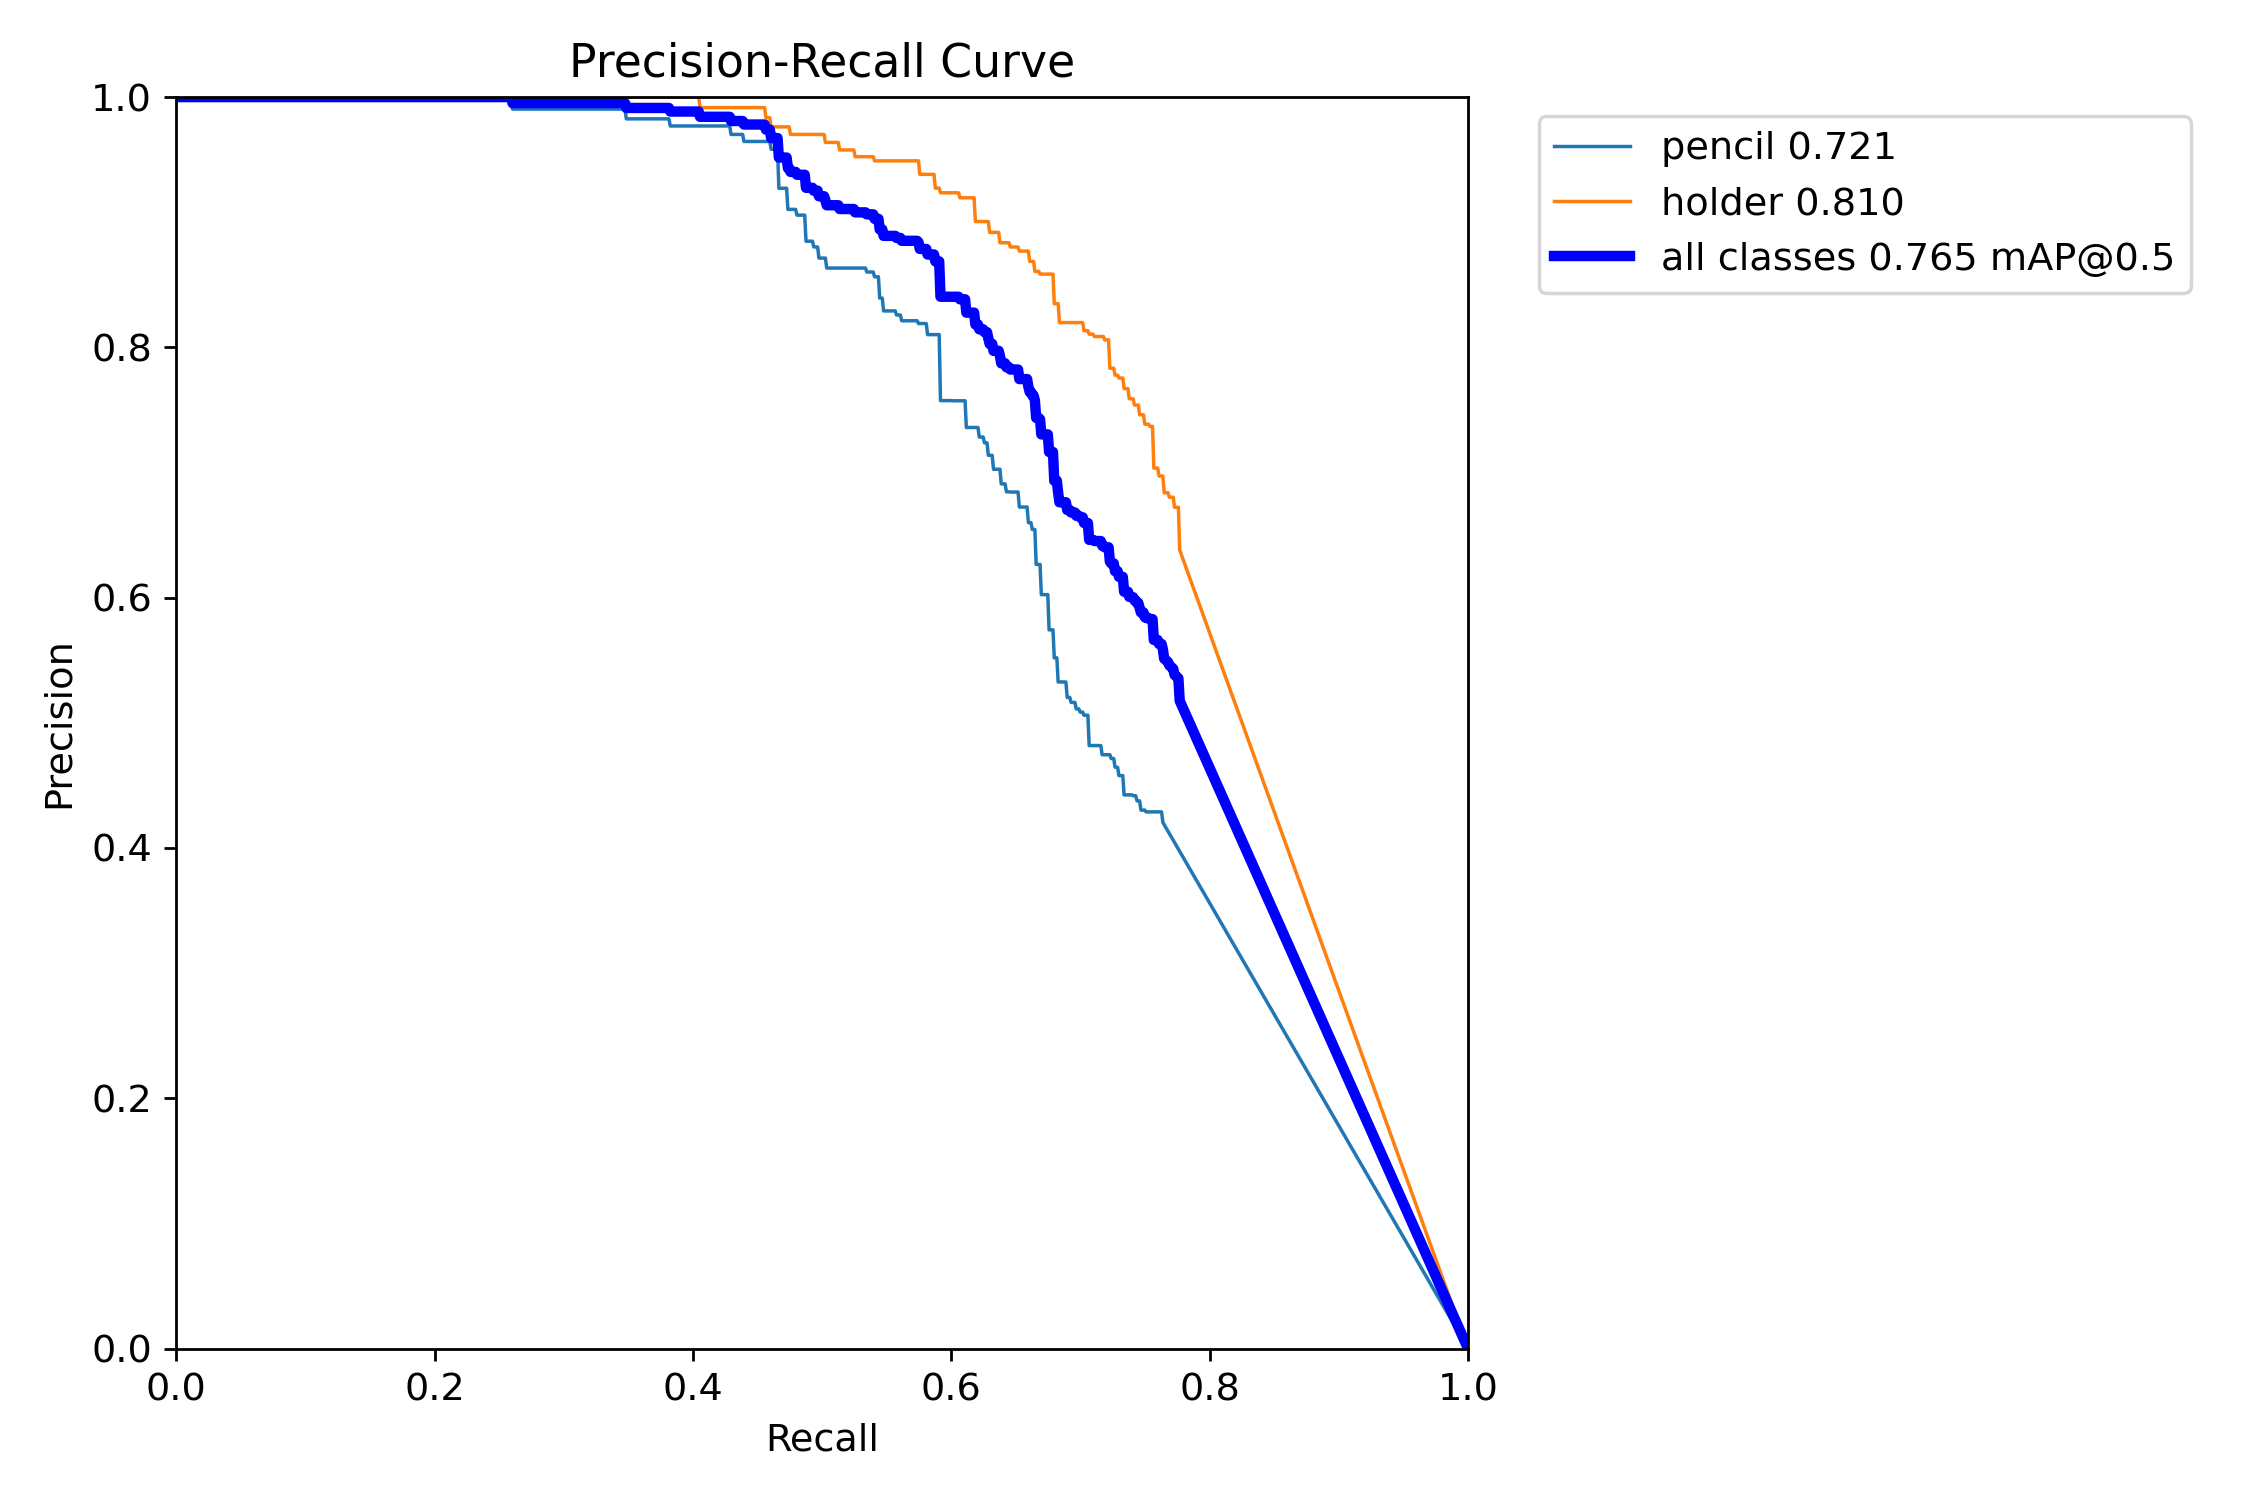 Precision-Recall Curve
1.0
0.8
0.6
0.4
0.2
0.0
Precision
0.0 0.2 0.4 0.6 0.8 1.0
Recall
pencil 0.721
holder 0.810
all classes 0.765 mAP@0.5